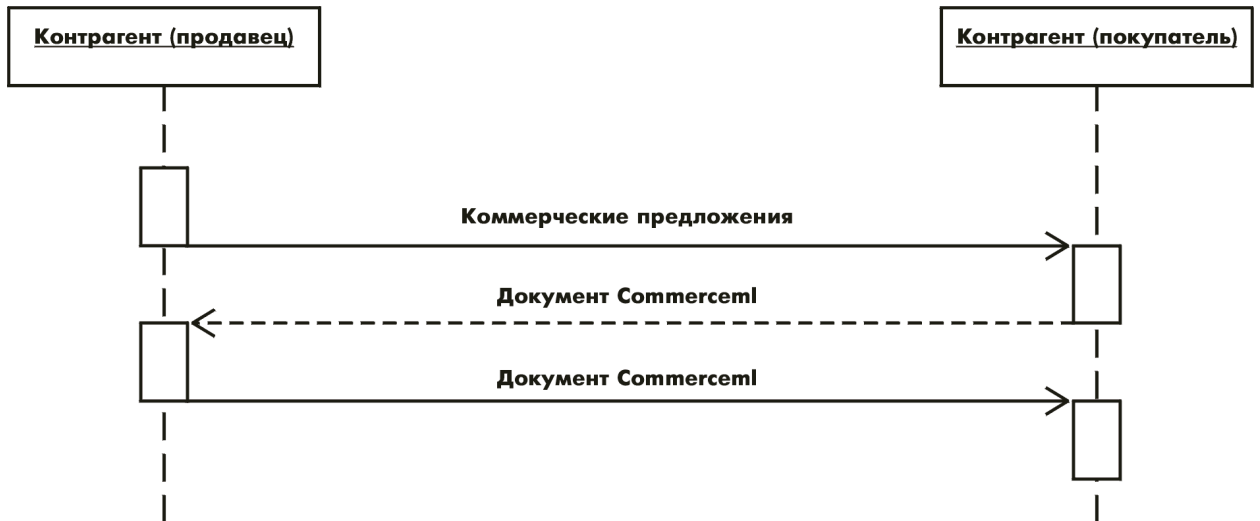 Контрагент (продавец)
Контрагент (покупатель)
Коммерческие предложения
Документ Commerceml
Документ Commerceml